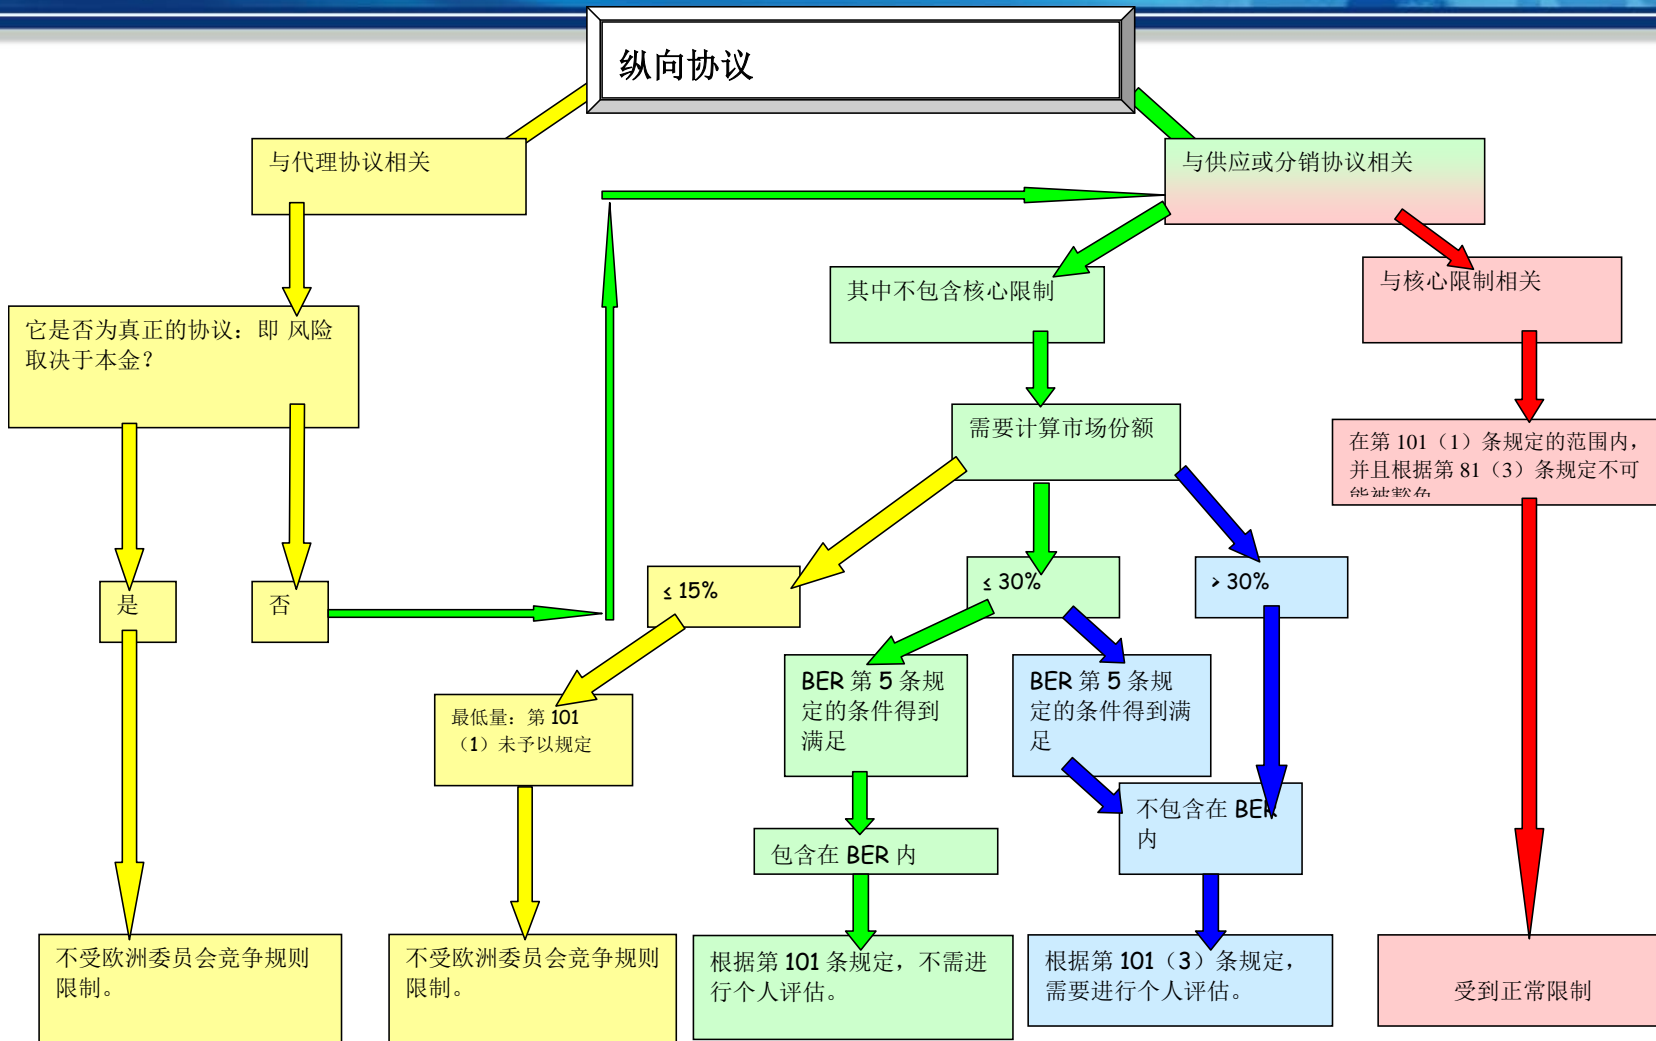 纵向协议
与代理协议相关
与供应或分销协议相关
其中不包含核心限制
与核心限制相关
它是否为真正的协议：即 风险
取决于本金？
需要计算市场份额
在第 101（1）条规定的范围内，
并且根据第 81（3）条规定不可
能被豁免
是
否
≤ 15%
≤ 30%
> 30%
最低量：第 101
（1）未予以规定
BER 第 5 条规
定的条件得到
满足
BER 第 5 条规
定的条件得到满
足
包含在 BER 内
不包含在 BER
内
不受欧洲委员会竞争规则
限制。
不受欧洲委员会竞争规则
限制。
根据第 101 条规定，不需进
行个人评估。
根据第 101（3）条规定，
需要进行个人评估。
受到正常限制